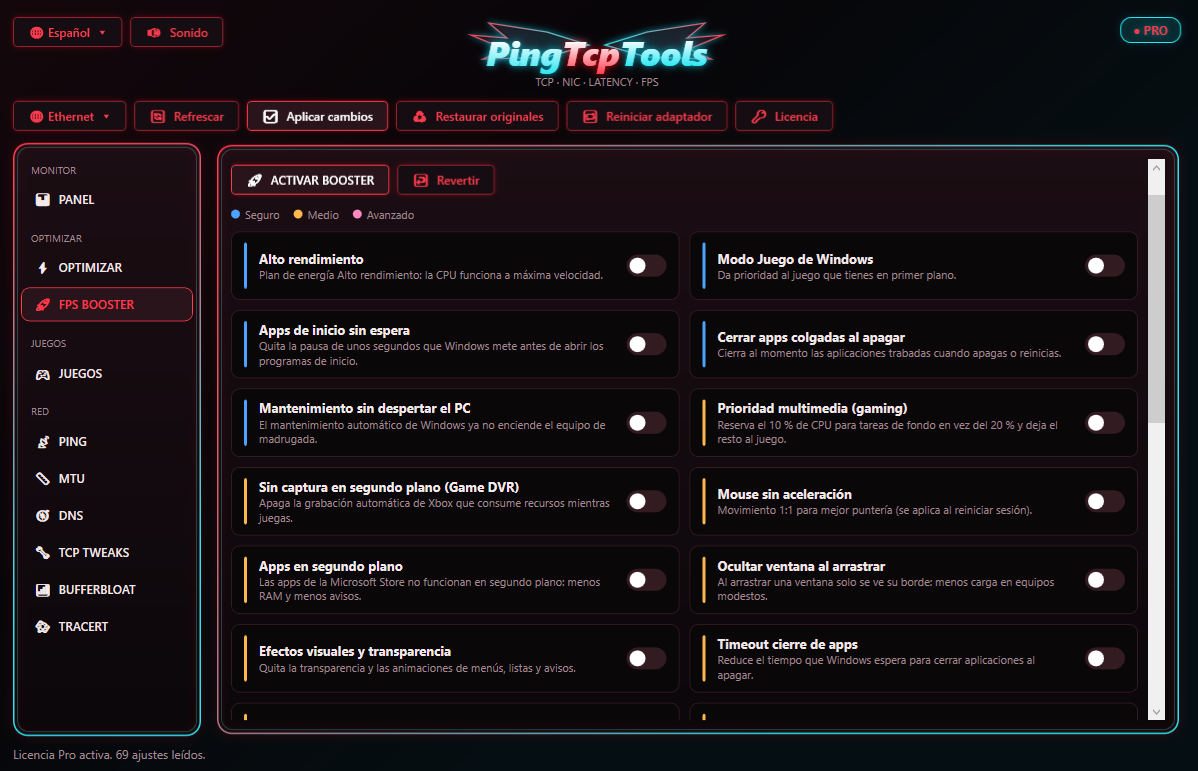 Español
Sonido
PingTcpTools
TCP · NIC · LATENCY · FPS
PRO
Ethernet
Refrescar
Aplicar cambios
Restaurar originales
Reiniciar adaptador
Licencia
MONITOR
PANEL
OPTIMIZAR
OPTIMIZAR
FPS BOOSTER
JUEGOS
JUEGOS
RED
PING
MTU
DNS
TCP TWEAKS
BUFFERBLOAT
TRACERT
ACTIVAR BOOSTER
Revertir
Seguro
Medio
Avanzado
Alto rendimiento
Plan de energía Alto rendimiento: la CPU funciona a máxima velocidad.
Modo Juego de Windows
Da prioridad al juego que tienes en primer plano.
Apps de inicio sin espera
Quita la pausa de unos segundos que Windows mete antes de abrir los
programas de inicio.
Cerrar apps colgadas al apagar
Cierra al momento las aplicaciones trabadas cuando apagas o reinicias.
Mantenimiento sin despertar el PC
El mantenimiento automático de Windows ya no enciende el equipo de
madrugada.
Prioridad multimedia (gaming)
Reserva el 10 % de CPU para tareas de fondo en vez del 20 % y deja el
resto al juego.
Sin captura en segundo plano (Game DVR)
Apaga la grabación automática de Xbox que consume recursos mientras
juegas.
Mouse sin aceleración
Movimiento 1:1 para mejor puntería (se aplica al reiniciar sesión).
Apps en segundo plano
Las apps de la Microsoft Store no funcionan en segundo plano: menos
RAM y menos avisos.
Ocultar ventana al arrastrar
Al arrastrar una ventana solo se ve su borde: menos carga en equipos
modestos.
Efectos visuales y transparencia
Quita la transparencia y las animaciones de menús, listas y avisos.
Timeout cierre de apps
Reduce el tiempo que Windows espera para cerrar aplicaciones al
apagar.
Licencia Pro activa. 69 ajustes leídos.